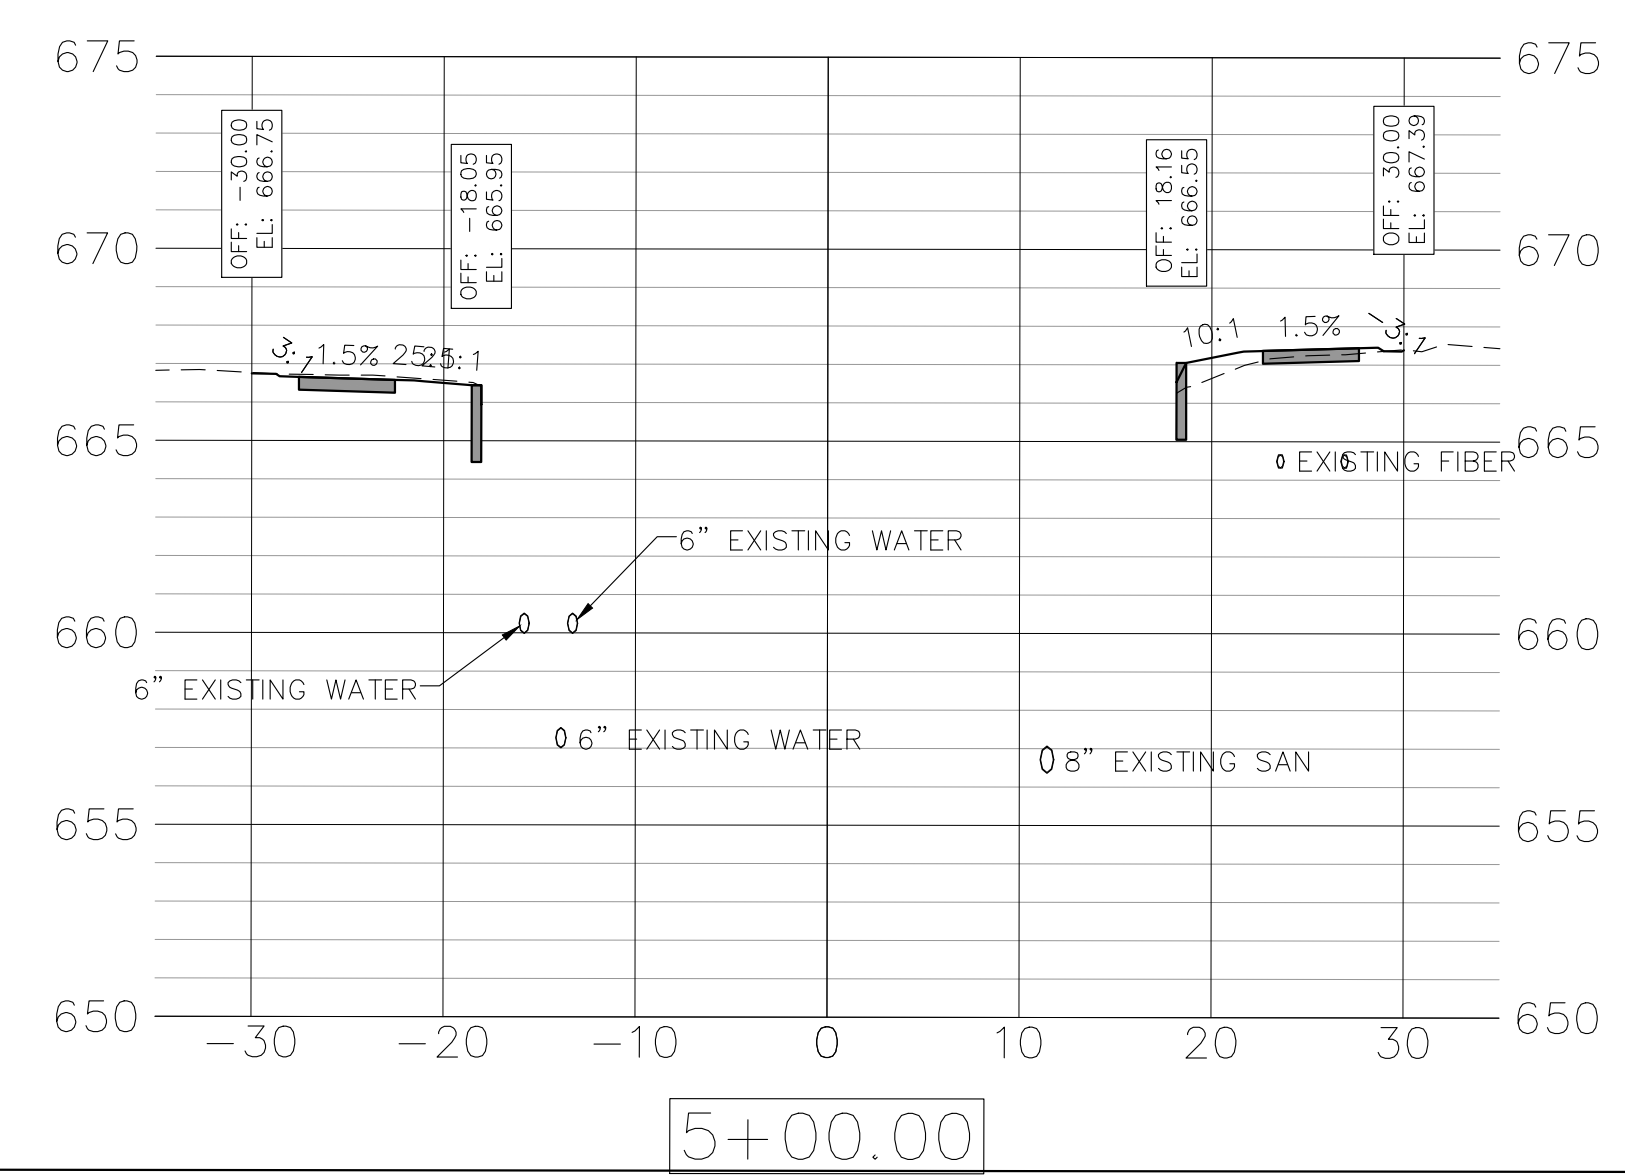 675
675
OFF: -30.00
EL: 666.75
OFF: -18.05
EL: 665.95
OFF: 18.16
EL: 666.55
OFF: 30.00
EL: 667.39
670
670
3:1
1.5%
25:1
25:1
10:1
1.5%
3:1
665
665
EXISTING FIBER
6” EXISTING WATER
660
660
6” EXISTING WATER
6” EXISTING WATER
8” EXISTING SAN
655
655
650
650
-30 -20 -10 0 10 20 30
5+00.00